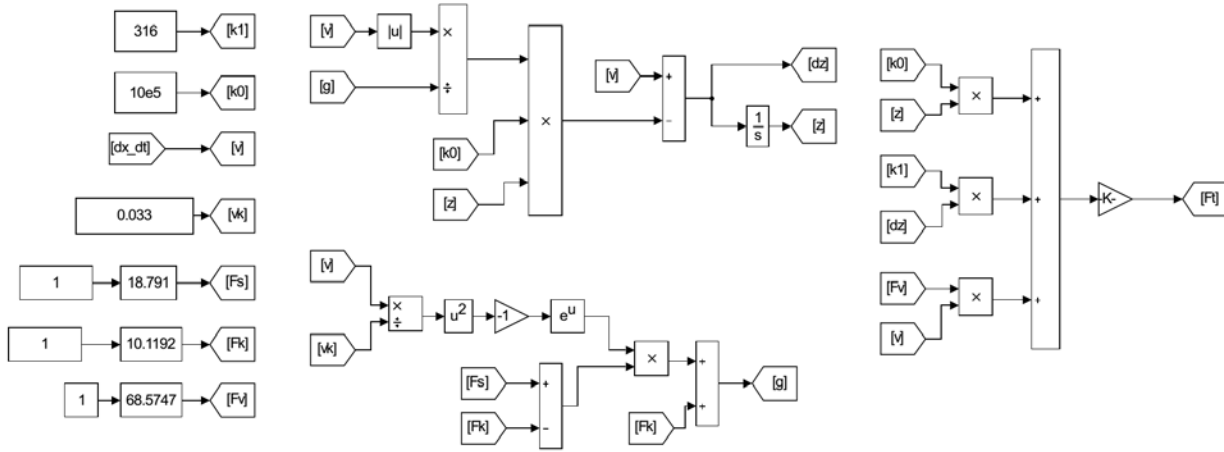 316
[k1]
10e5
[k0]
[dx_dt]
[v]
0.033
[vk]
1
18.791
[Fs]
1
10.1192
[Fk]
1
68.5747
[Fv]
[v]
|u|
×
÷
[g]
[k0]
[z]
×
[v]
+
−
[dz]
1
s
[z]
[v]
[vk]
×
÷
u2
-1
eu
[Fs]
[Fk]
+
−
×
[Fk]
+
+
[g]
[k0]
[z]
×
[k1]
[dz]
×
[Fv]
[v]
×
+
+
+
-K-
[Ft]